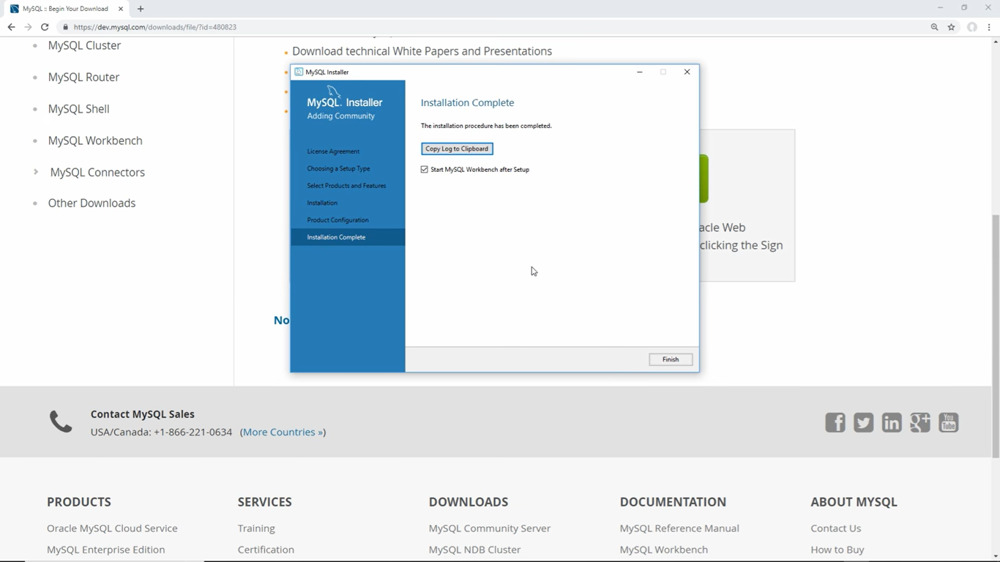 MySQL :: Begin Your Download
https://dev.mysql.com/downloads/file/?id=480823
MySQL Cluster
MySQL Router
MySQL Shell
MySQL Workbench
MySQL Connectors
Other Downloads
Download technical White Papers and Presentations
MySQL Installer
MySQL. Installer
Adding Community
License Agreement
Choosing a Setup Type
Select Products and Features
Installation
Product Configuration
Installation Complete
Installation Complete
The installation procedure has been completed.
Copy Log to Clipboard
Start MySQL Workbench after Setup
Finish
acle Web
clicking the Sign
No
Contact MySQL Sales
USA/Canada: +1-866-221-0634 (More Countries »)
f
in
g+
You
Tube
PRODUCTS
Oracle MySQL Cloud Service
MySQL Enterprise Edition
SERVICES
Training
Certification
DOWNLOADS
MySQL Community Server
MySQL NDB Cluster
DOCUMENTATION
MySQL Reference Manual
MySQL Workbench
ABOUT MYSQL
Contact Us
How to Buy